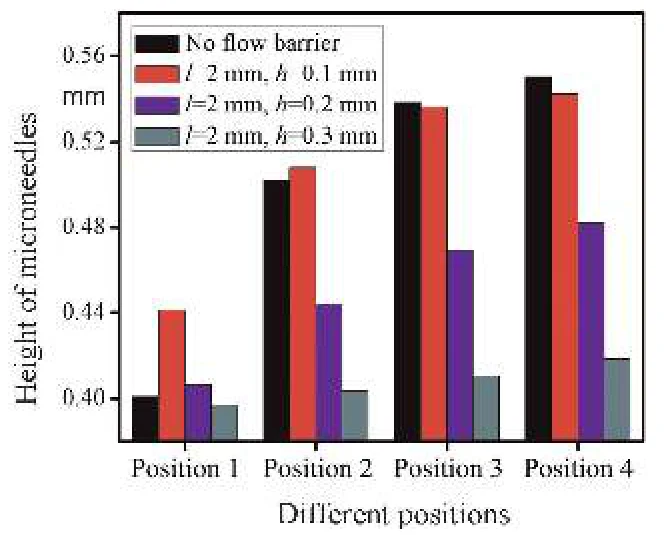 0.56
mm
0.52
0.48
0.44
0.40
Height of microneedles
No flow barrier
l=2 mm, h=0.1 mm
l=2 mm, h=0.2 mm
l=2 mm, h=0.3 mm
Position 1 Position 2 Position 3 Position 4
Different positions